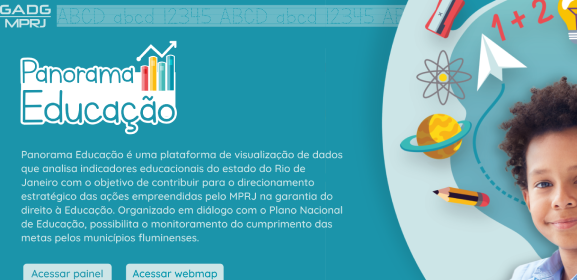 GADG
MPRJ
ABCD abcd 12345 ABCD abcd 12345 AB
1+2
Panorama
Educação
Panorama Educação é uma plataforma de visualização de dados
que analisa indicadores educacionais do estado do Rio de
Janeiro com o objetivo de contribuir para o direcionamento
estratégico das ações empreendidas pelo MPRJ na garantia do
direito à Educação. Organizado em diálogo com o Plano Nacional
de Educação, possibilita o monitoramento do cumprimento das
metas pelos municípios fluminenses.
Acessar painel
Acessar webmap